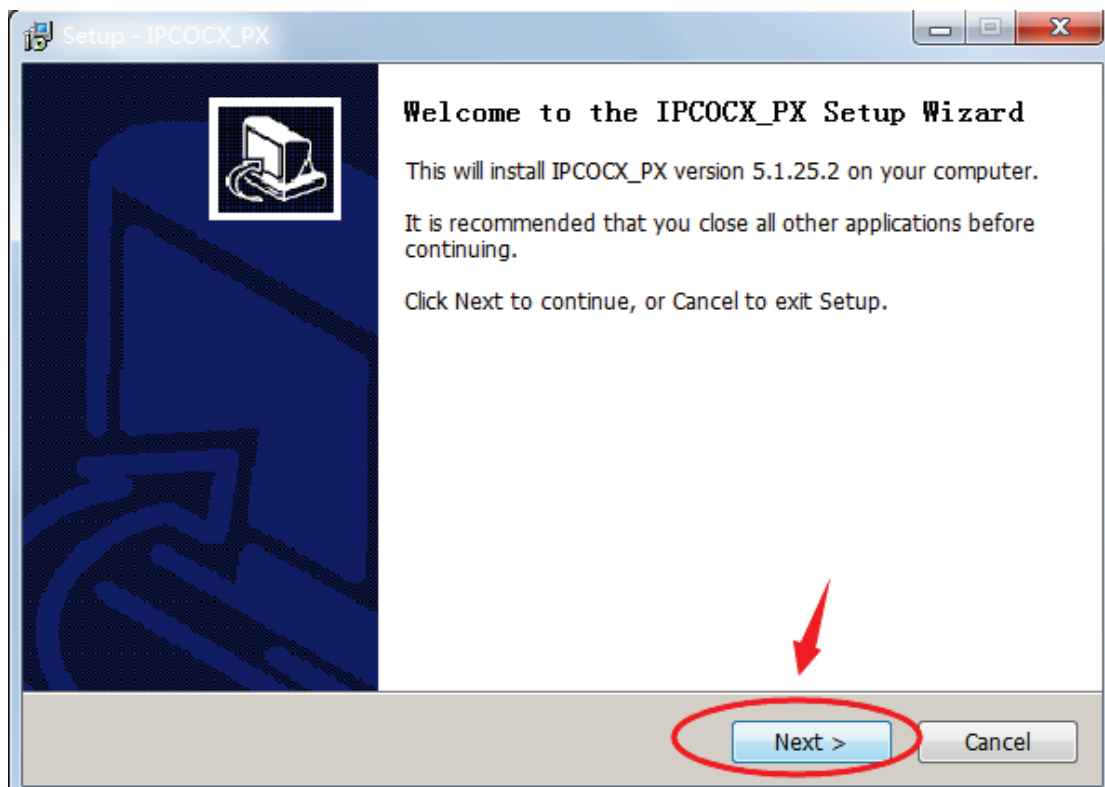 Setup - IPCOCX_PX
Welcome to the IPCOCX_PX Setup Wizard
This will install IPCOCX_PX version 5.1.25.2 on your computer.
It is recommended that you close all other applications before
continuing.
Click Next to continue, or Cancel to exit Setup.
Next >
Cancel